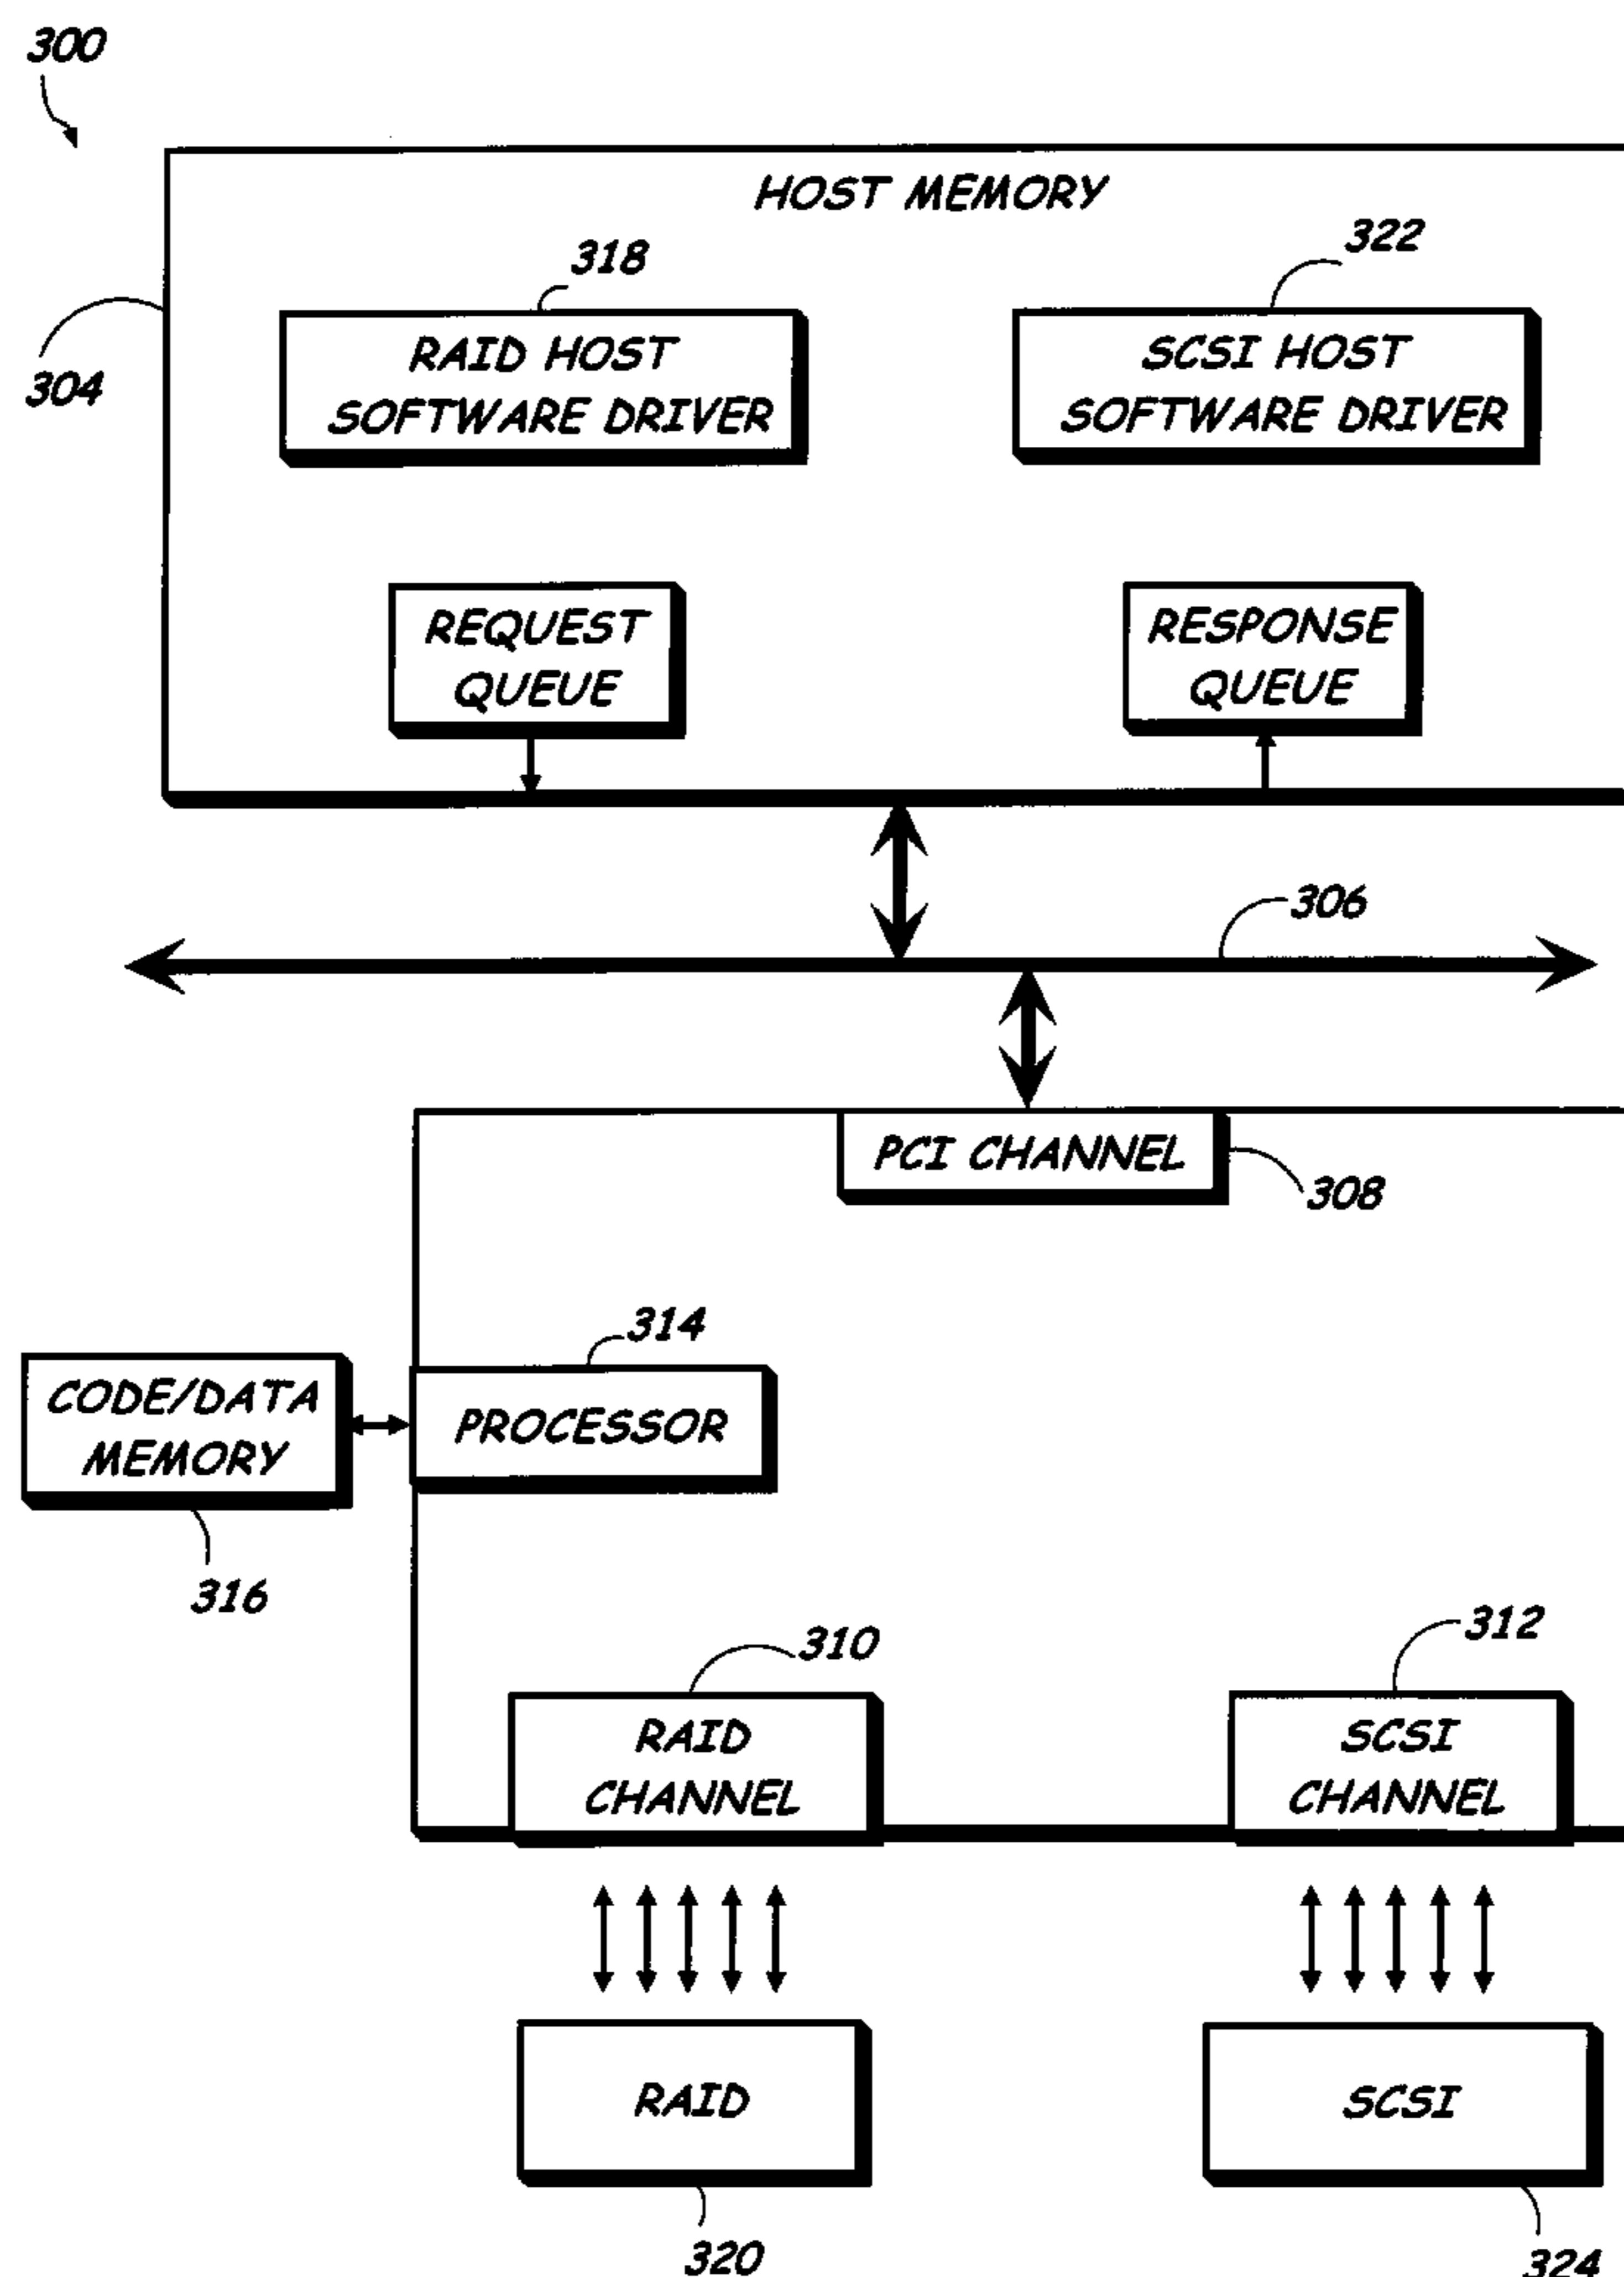 300
HOST MEMORY
318
322
RAID HOST
SOFTWARE DRIVER
SCSI HOST
SOFTWARE DRIVER
304
REQUEST
QUEUE
RESPONSE
QUEUE
306
PCI CHANNEL
308
314
CODE/DATA
MEMORY
PROCESSOR
316
310
312
RAID
CHANNEL
SCSI
CHANNEL
RAID
SCSI
320
324